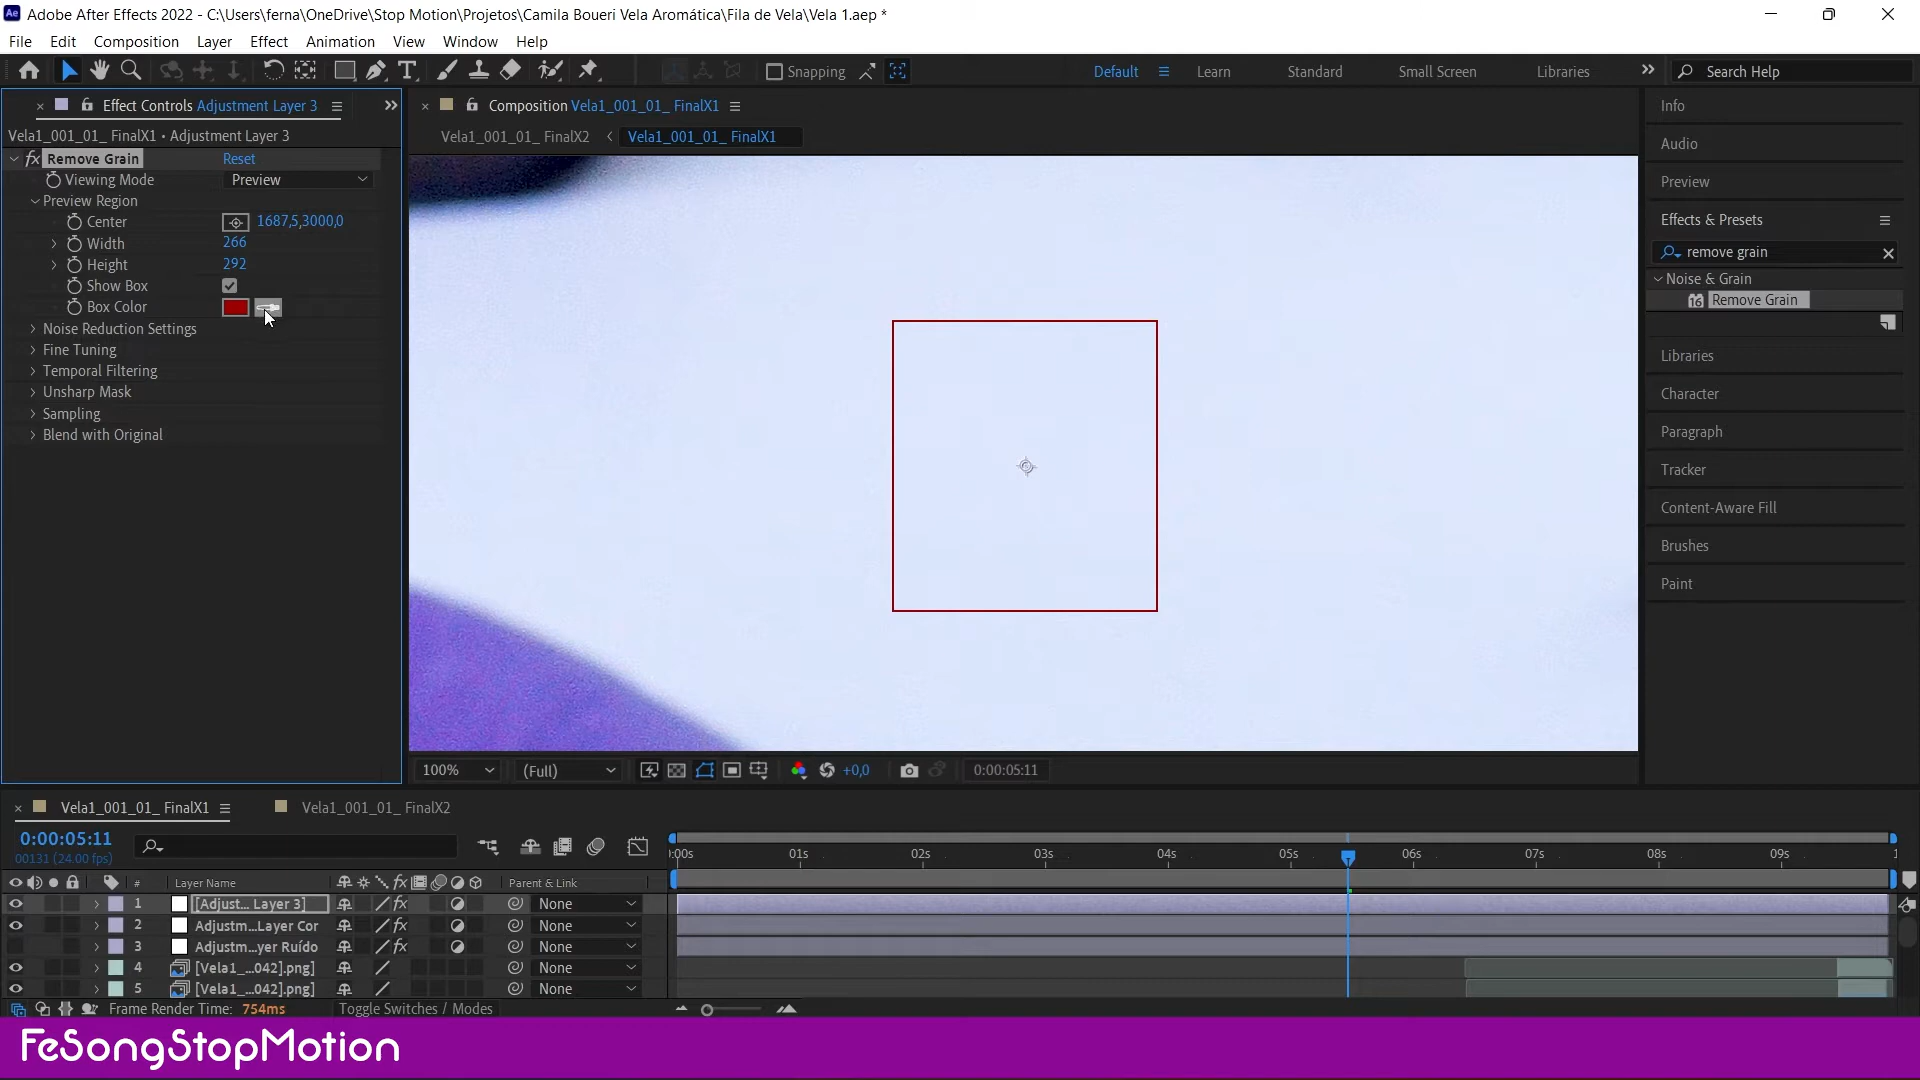 Adobe After Effects 2022 - C:\Users\ferna\OneDrive\Stop Motion\Projetos\Camila Boueri Vela Aromática\Fila de Vela\Vela 1.aep *
File Edit Composition Layer Effect Animation View Window Help
Snapping
Default Learn Standard Small Screen Libraries
Search Help
Effect Controls Adjustment Layer 3
Vela1_001_01_ FinalX1 • Adjustment Layer 3
fx Remove Grain Reset
Viewing Mode Preview
Preview Region
Center 1687,5,3000,0
Width 266
Height 292
Show Box
Box Color
Noise Reduction Settings
Fine Tuning
Temporal Filtering
Unsharp Mask
Sampling
Blend with Original
Composition Vela1_001_01_ FinalX1
Vela1_001_01_ FinalX2 Vela1_001_01_ FinalX1
100% (Full) +0,0 0:00:05:11
Info
Audio
Preview
Effects & Presets
remove grain
Noise & Grain
16 Remove Grain
Libraries
Character
Paragraph
Tracker
Content-Aware Fill
Brushes
Paint
Vela1_001_01_ FinalX1 Vela1_001_01_ FinalX2
0:00:05:11
00131 (24.00 fps)
):00s 01s 02s 03s 04s 05s 06s 07s 08s 09s 1
# Layer Name fx Parent & Link
1 [Adjust... Layer 3] fx None
2 Adjustm...Layer Cor fx None
3 Adjustm...yer Ruído fx None
4 [Vela1_...042].png] None
5 [Vela1_...042].png] None
Frame Render Time: 754ms Toggle Switches / Modes
FeSongStopMotion